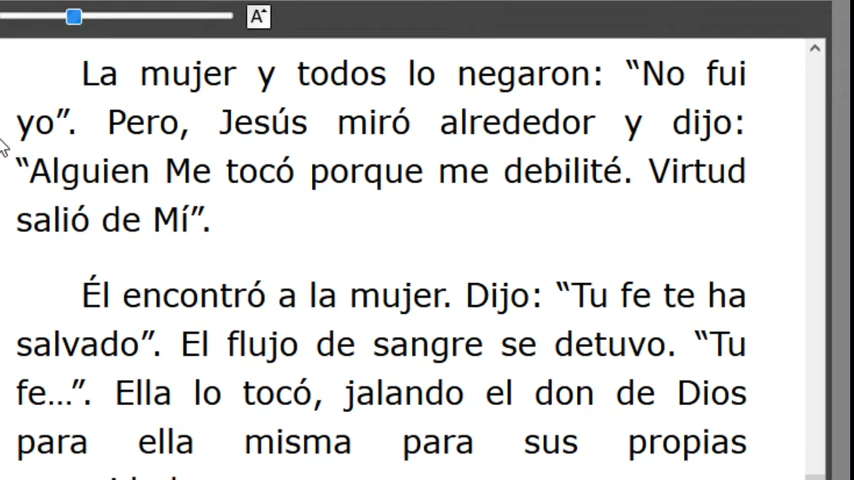 A
La mujer y todos lo negaron: “No fui
yo”. Pero, Jesús miró alrededor y dijo:
“Alguien Me tocó porque me debilité. Virtud
salió de Mí”.
Él encontró a la mujer. Dijo: “Tu fe te ha
salvado”. El flujo de sangre se detuvo. “Tu
fe...”. Ella lo tocó, jalando el don de Dios
para ella misma para sus propias